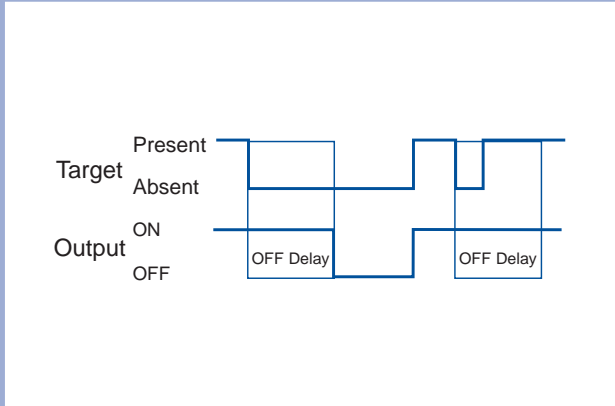 Present
Target
Absent
ON
Output
OFF
OFF Delay
OFF Delay